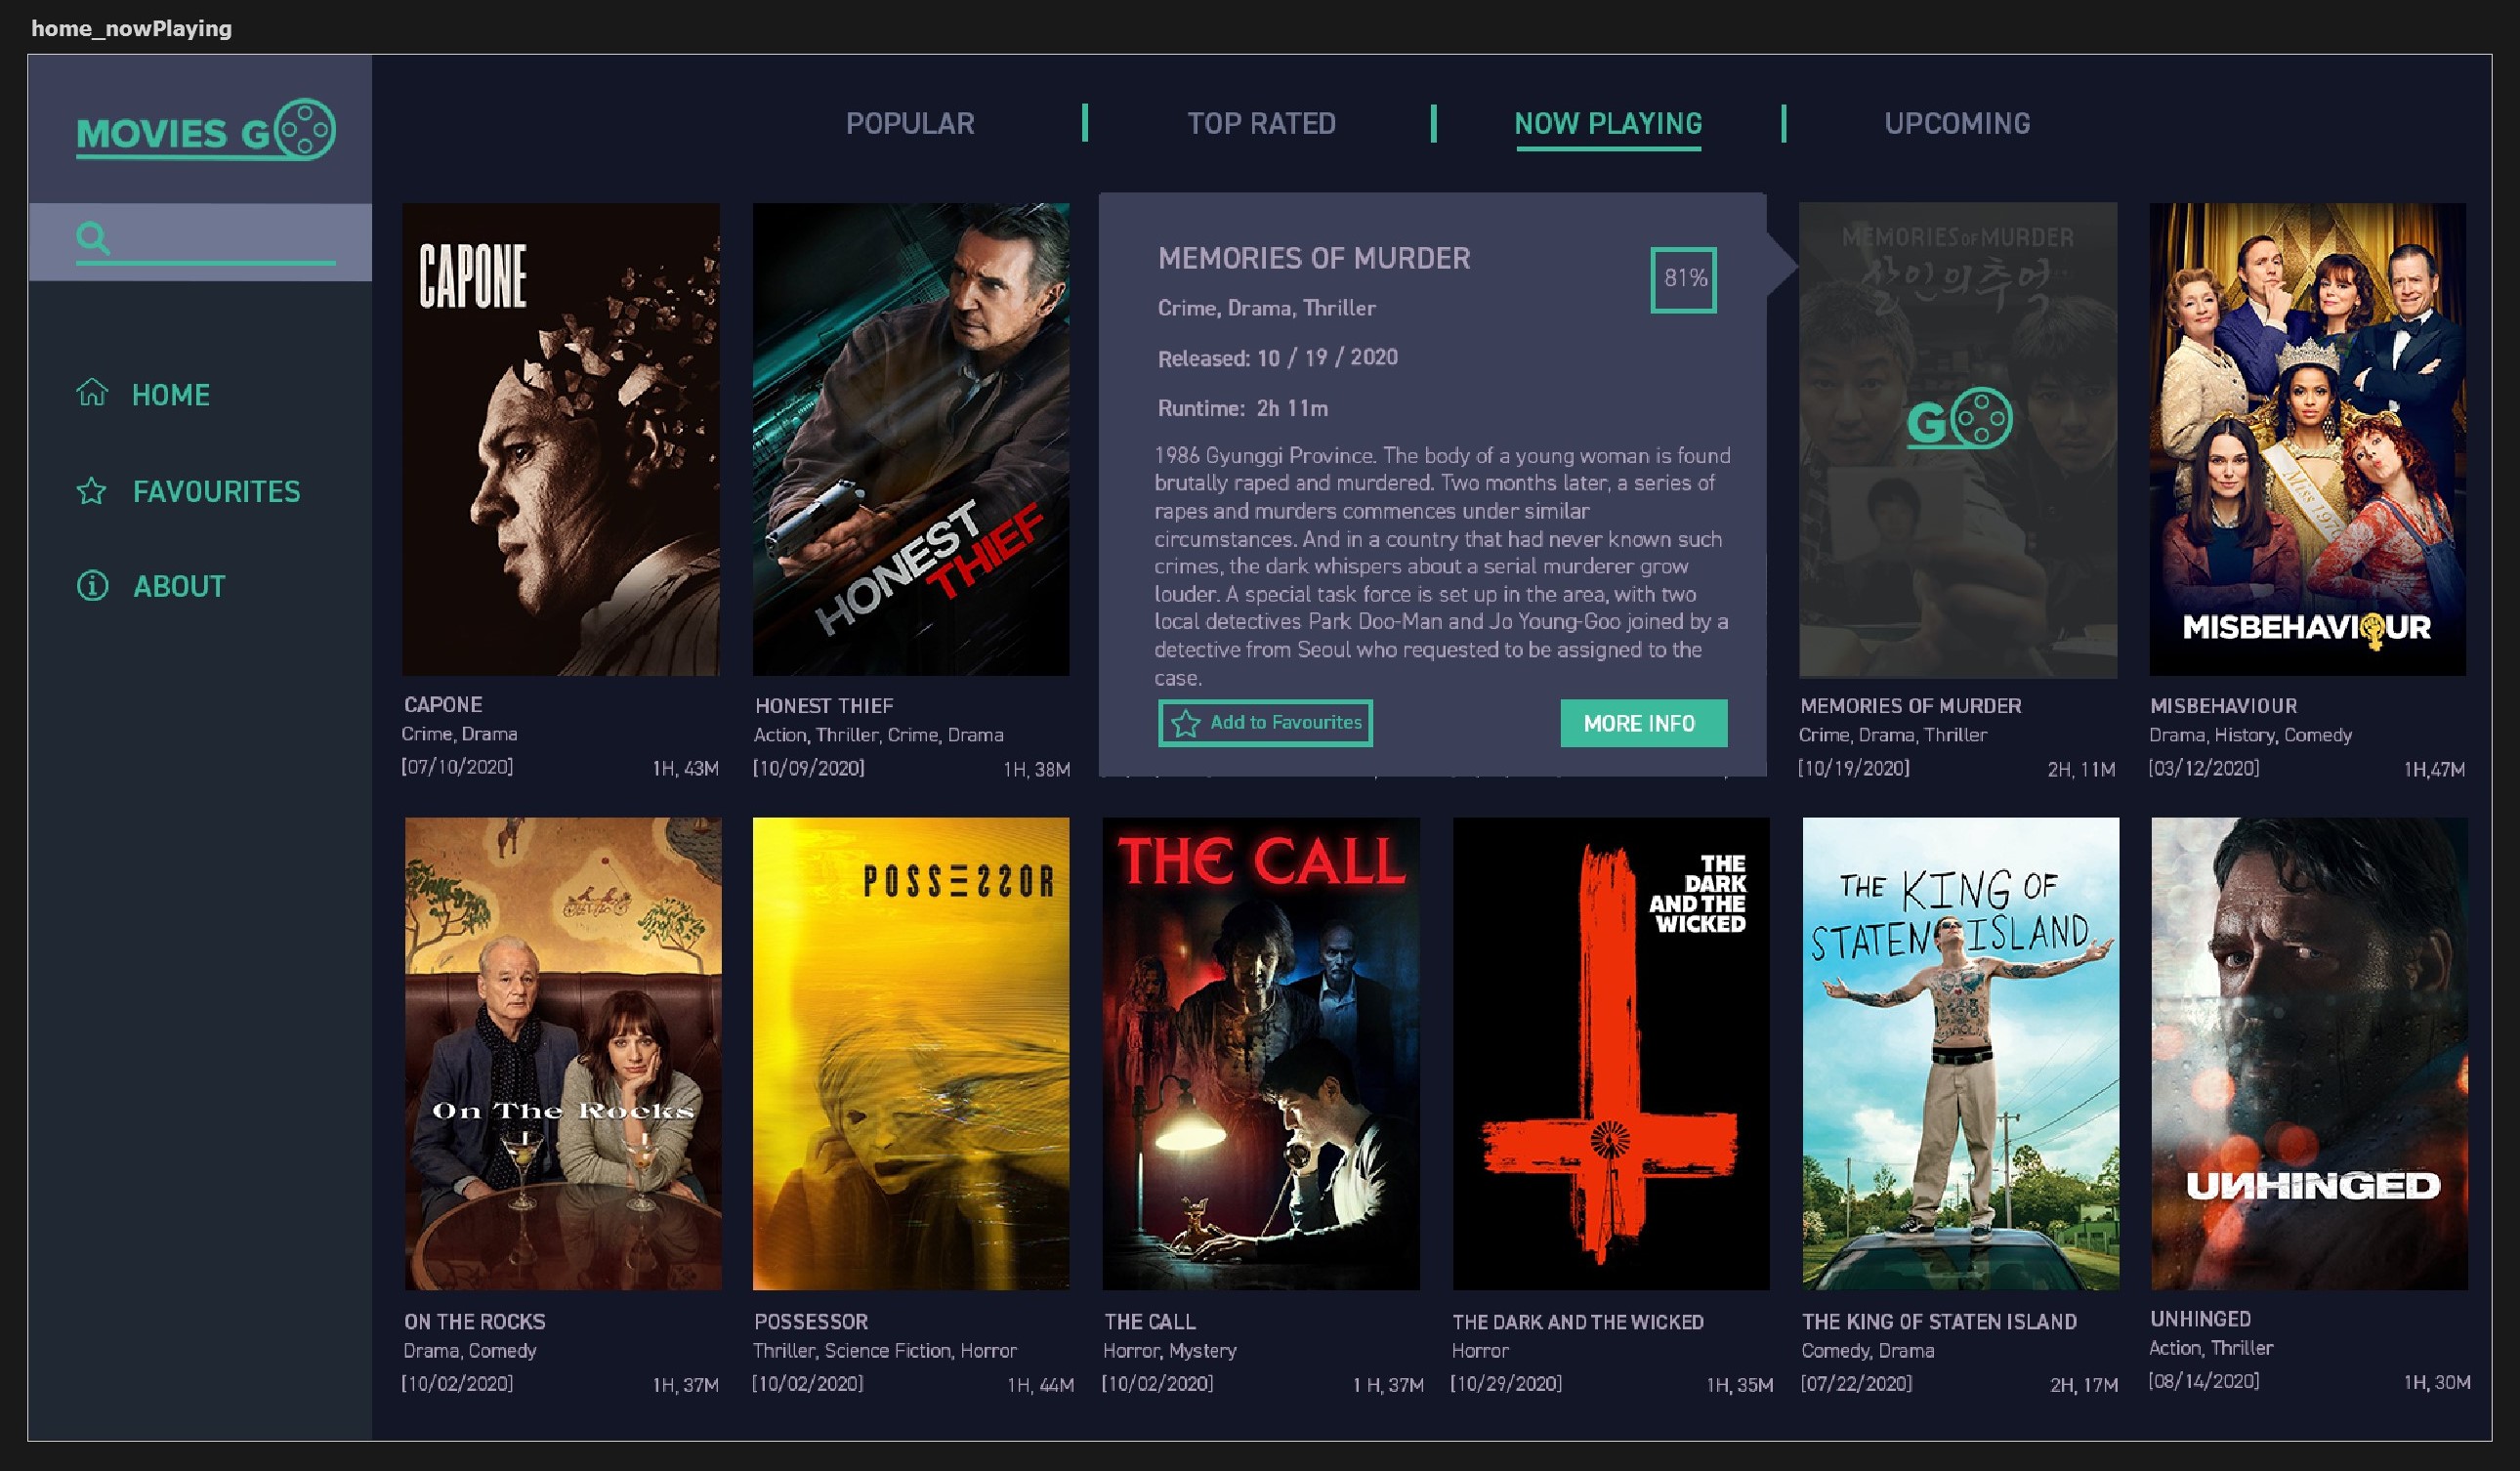 home_nowPlaying
MOVIES GO
POPULAR
TOP RATED
NOW PLAYING
UPCOMING
HOME
FAVOURITES
ABOUT
CAPONE
HONEST
THIEF
MEMORIES OF MURDER
81%
Crime, Drama, Thriller
Released: 10 / 19 / 2020
Runtime: 2h 11m
1986 Gyunggi Province. The body of a young woman is found
brutally raped and murdered. Two months later, a series of
rapes and murders commences under similar
circumstances. And in a country that had never known such
crimes, the dark whispers about a serial murderer grow
louder. A special task force is set up in the area, with two
local detectives Park Doo-Man and Jo Young-Goo joined by a
detective from Seoul who requested to be assigned to the
case.
Add to Favourites
MORE INFO
MEMORIES OF MURDER
살인의 추억
GO
Miss 1970
MISBEHAVIOUR
CAPONE
Crime, Drama
[07/10/2020] 1H, 43M
HONEST THIEF
Action, Thriller, Crime, Drama
[10/09/2020] 1H, 38M
MEMORIES OF MURDER
Crime, Drama, Thriller
[10/19/2020] 2H, 11M
MISBEHAVIOUR
Drama, History, Comedy
[03/12/2020] 1H,47M
On The Rocks
POSSESSOR
THE CALL
THE
DARK
AND THE
WICKED
THE KING OF
STATEN ISLAND
UNHINGED
ON THE ROCKS
Drama, Comedy
[10/02/2020] 1H, 37M
POSSESSOR
Thriller, Science Fiction, Horror
[10/02/2020] 1H, 44M
THE CALL
Horror, Mystery
[10/02/2020] 1 H, 37M
THE DARK AND THE WICKED
Horror
[10/29/2020] 1H, 35M
THE KING OF STATEN ISLAND
Comedy, Drama
[07/22/2020] 2H, 17M
UNHINGED
Action, Thriller
[08/14/2020] 1H, 30M